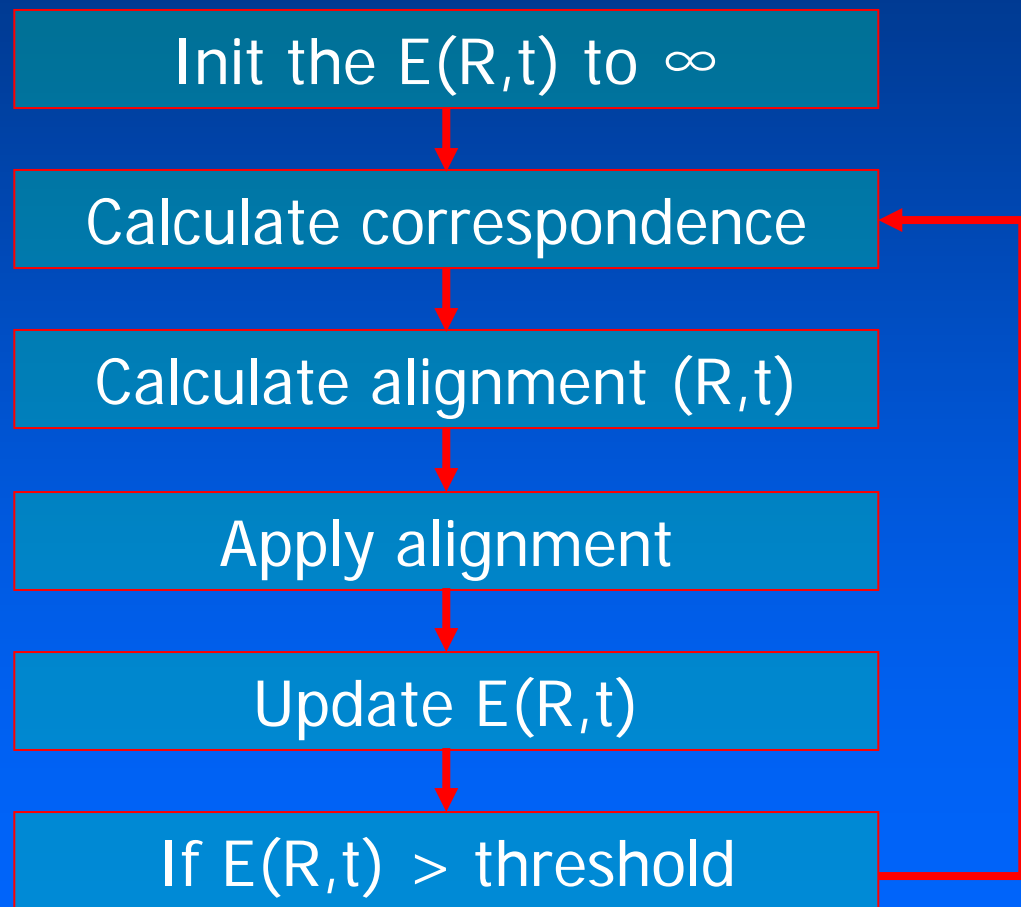 Init the E(R,t) to ∞
Calculate correspondence
Calculate alignment (R,t)
Apply alignment
Update E(R,t)
If E(R,t) > threshold